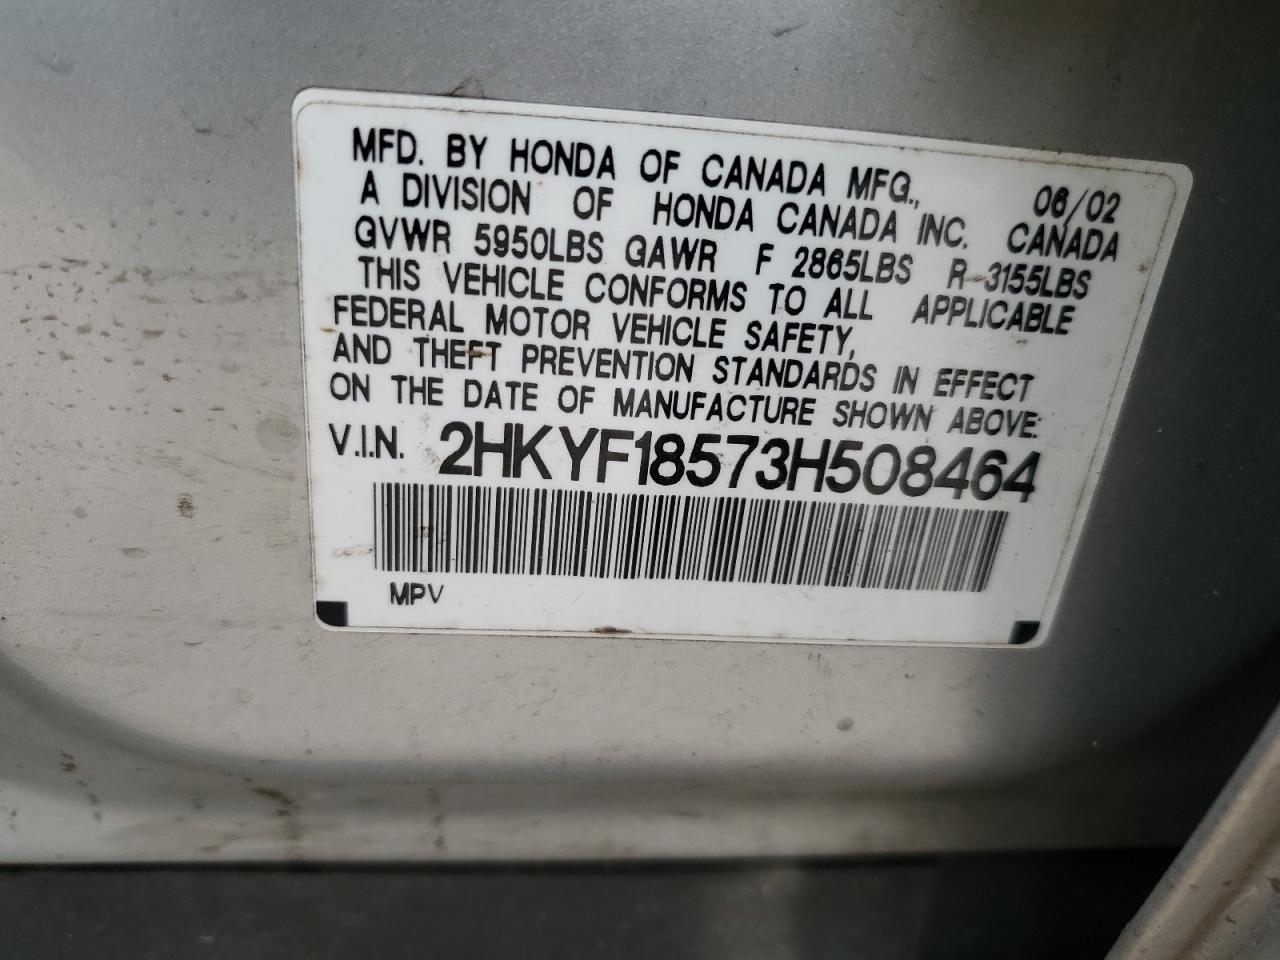 MFD. BY HONDA OF CANADA MFG., 06/02
A DIVISION OF HONDA CANADA INC. CANADA
GVWR 5950LBS GAWR F 2865LBS R 3155LBS
THIS VEHICLE CONFORMS TO ALL APPLICABLE
FEDERAL MOTOR VEHICLE SAFETY,
AND THEFT PREVENTION STANDARDS IN EFFECT
ON THE DATE OF MANUFACTURE SHOWN ABOVE:
V.I.N. 2HKYF18573H508464
MPV